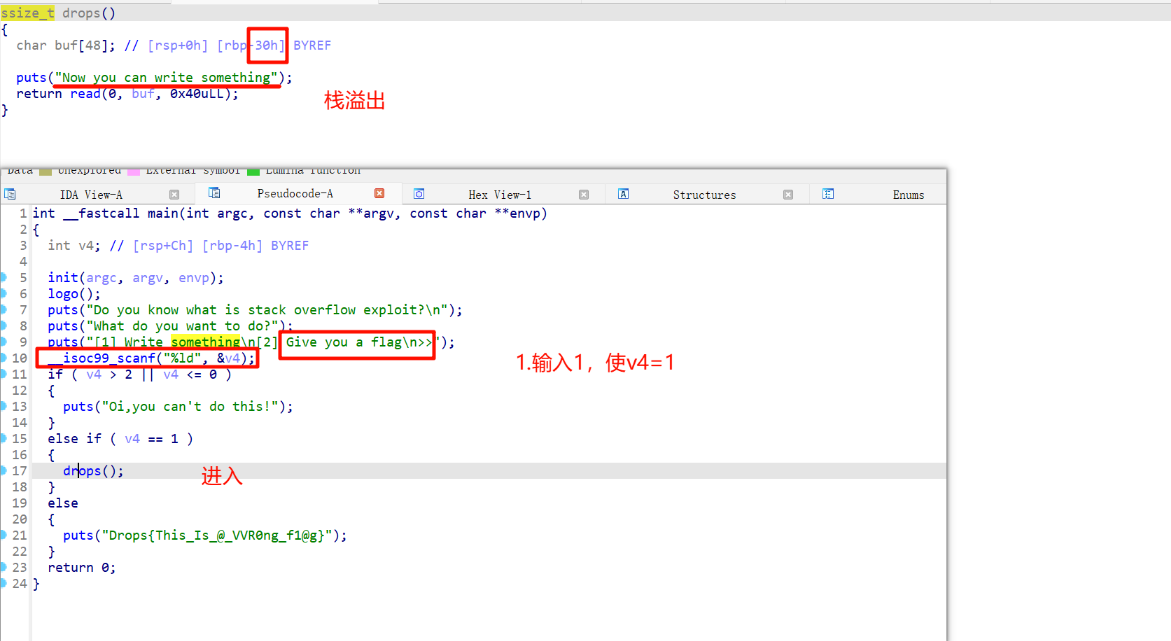 ssize_t drops()
{
char buf[48]; // [rsp+0h] [rbp-30h] BYREF
puts("Now you can write something");
return read(0, buf, 0x40uLL);
栈溢出
}
Data unexplored External symbol Lumina function
IDA View-A Pseudocode-A Hex View-1 Structures Enums
1 int __fastcall main(int argc, const char **argv, const char **envp)
2 {
3 int v4; // [rsp+Ch] [rbp-4h] BYREF
4
5 init(argc, argv, envp);
6 logo();
7 puts("Do you know what is stack overflow exploit?\n");
8 puts("What do you want to do?");
9 puts("[1] Write something\n[2] Give you a flag\n>>");
10 __isoc99_scanf("%ld", &v4);
1.输入1，使v4=1
11 if ( v4 > 2 || v4 <= 0 )
12 {
13 puts("Oi,you can't do this!");
14 }
15 else if ( v4 == 1 )
16 {
17 drops();
进入
18 }
19 else
20 {
21 puts("Drops{This_Is_@_VVR0ng_f1@g}");
22 }
23 return 0;
24 }